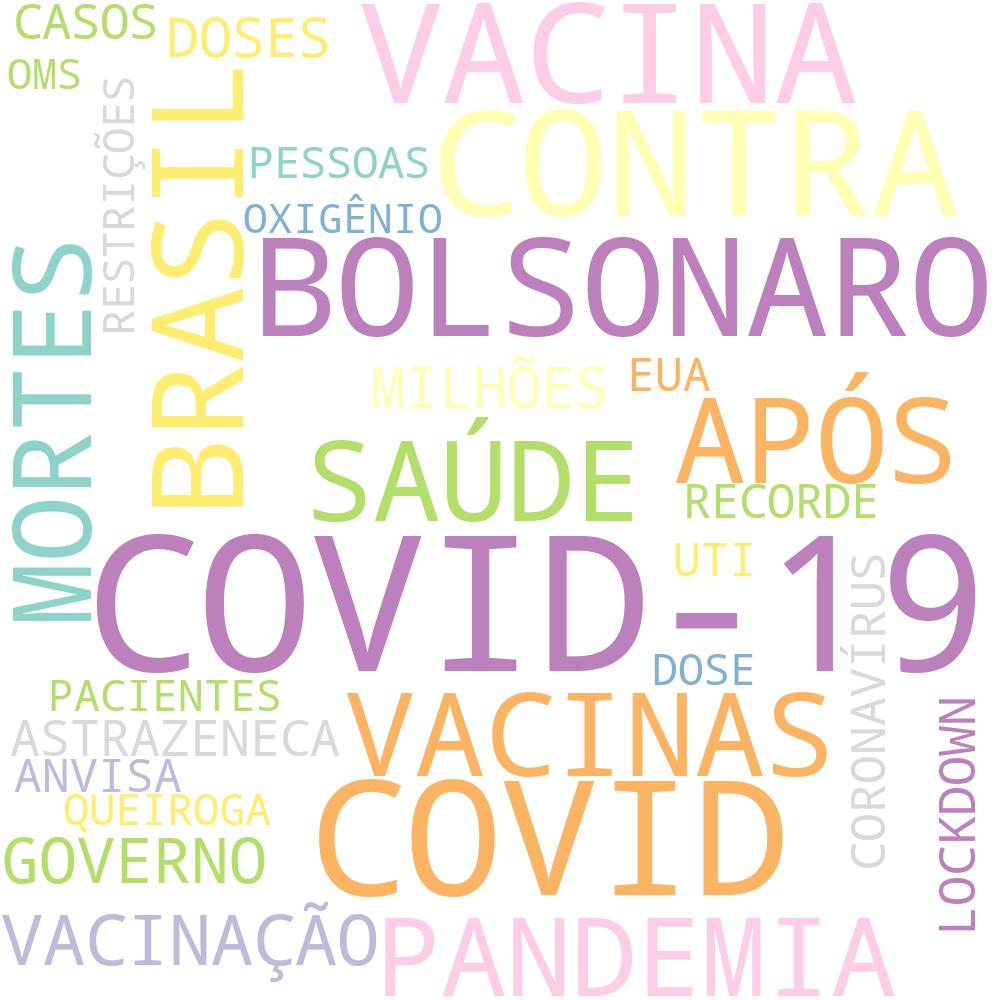 CASOS
DOSES
VACINA
OMS
RESTRIÇÕES
BRASIL
CONTRA
PESSOAS
OXIGÊNIO
BOLSONARO
MORTES
MILHÕES
EUA
APÓS
SAÚDE
RECORDE
COVID-19
UTI
CORONAVÍRUS
DOSE
PACIENTES
VACINAS
LOCKDOWN
ASTRAZENECA
ANVISA
COVID
QUEIROGA
GOVERNO
VACINAÇÃO
PANDEMIA